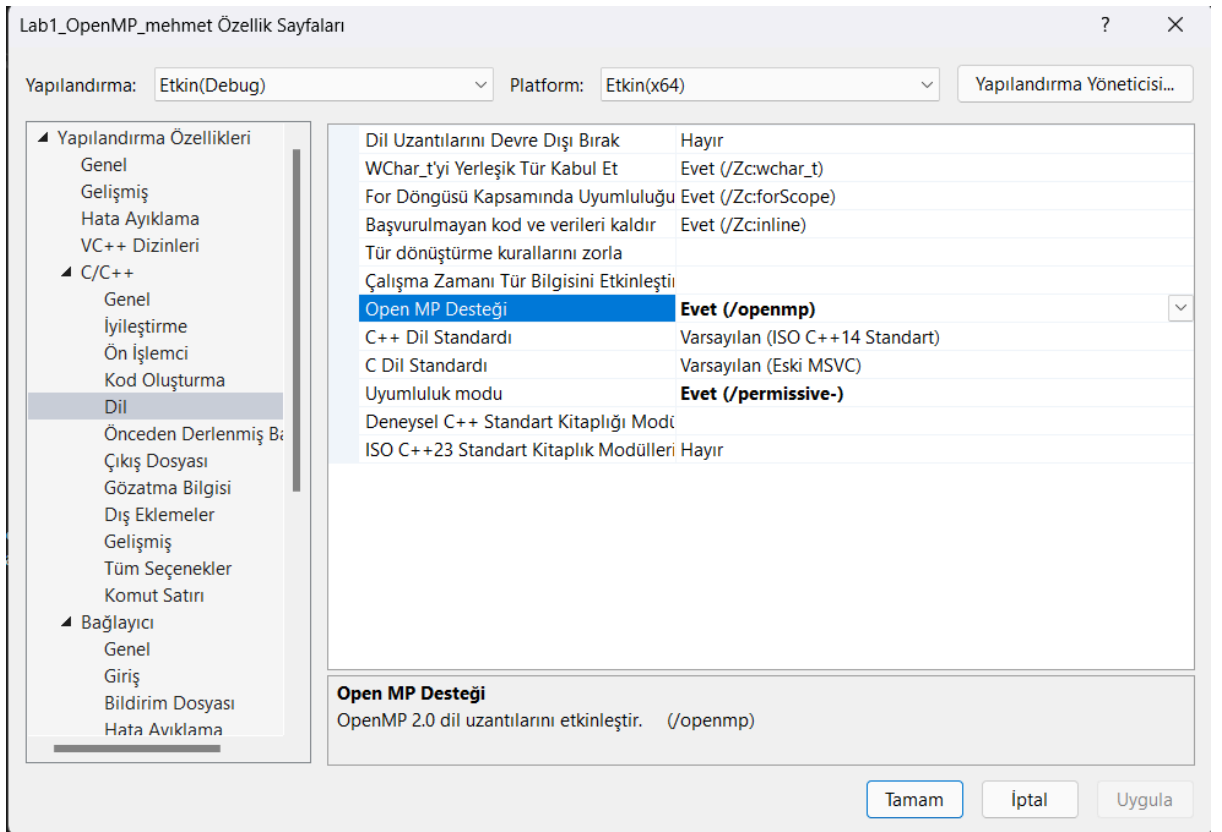 Lab1_OpenMP_mehmet Özellik Sayfaları ?
Yapılandırma: Etkin(Debug) Platform: Etkin(x64) Yapılandırma Yöneticisi...
Yapılandırma Özellikleri
Genel
Gelişmiş
Hata Ayıklama
VC++ Dizinleri
C/C++
Genel
İyileştirme
Ön İşlemci
Kod Oluşturma
Dil
Önceden Derlenmiş Ba
Çıkış Dosyası
Gözatma Bilgisi
Dış Eklemeler
Gelişmiş
Tüm Seçenekler
Komut Satırı
Bağlayıcı
Genel
Giriş
Bildirim Dosyası
Hata Ayıklama
Dil Uzantılarını Devre Dışı Bırak Hayır
WChar_t'yi Yerleşik Tür Kabul Et Evet (/Zc:wchar_t)
For Döngüsü Kapsamında Uyumluluğu Evet (/Zc:forScope)
Başvurulmayan kod ve verileri kaldır Evet (/Zc:inline)
Tür dönüştürme kurallarını zorla
Çalışma Zamanı Tür Bilgisini Etkinleştir
Open MP Desteği Evet (/openmp)
C++ Dil Standardı Varsayılan (ISO C++14 Standart)
C Dil Standardı Varsayılan (Eski MSVC)
Uyumluluk modu Evet (/permissive-)
Deneysel C++ Standart Kitaplığı Modü
ISO C++23 Standart Kitaplık Modülleri Hayır
Open MP Desteği
OpenMP 2.0 dil uzantılarını etkinleştir. (/openmp)
Tamam İptal Uygula